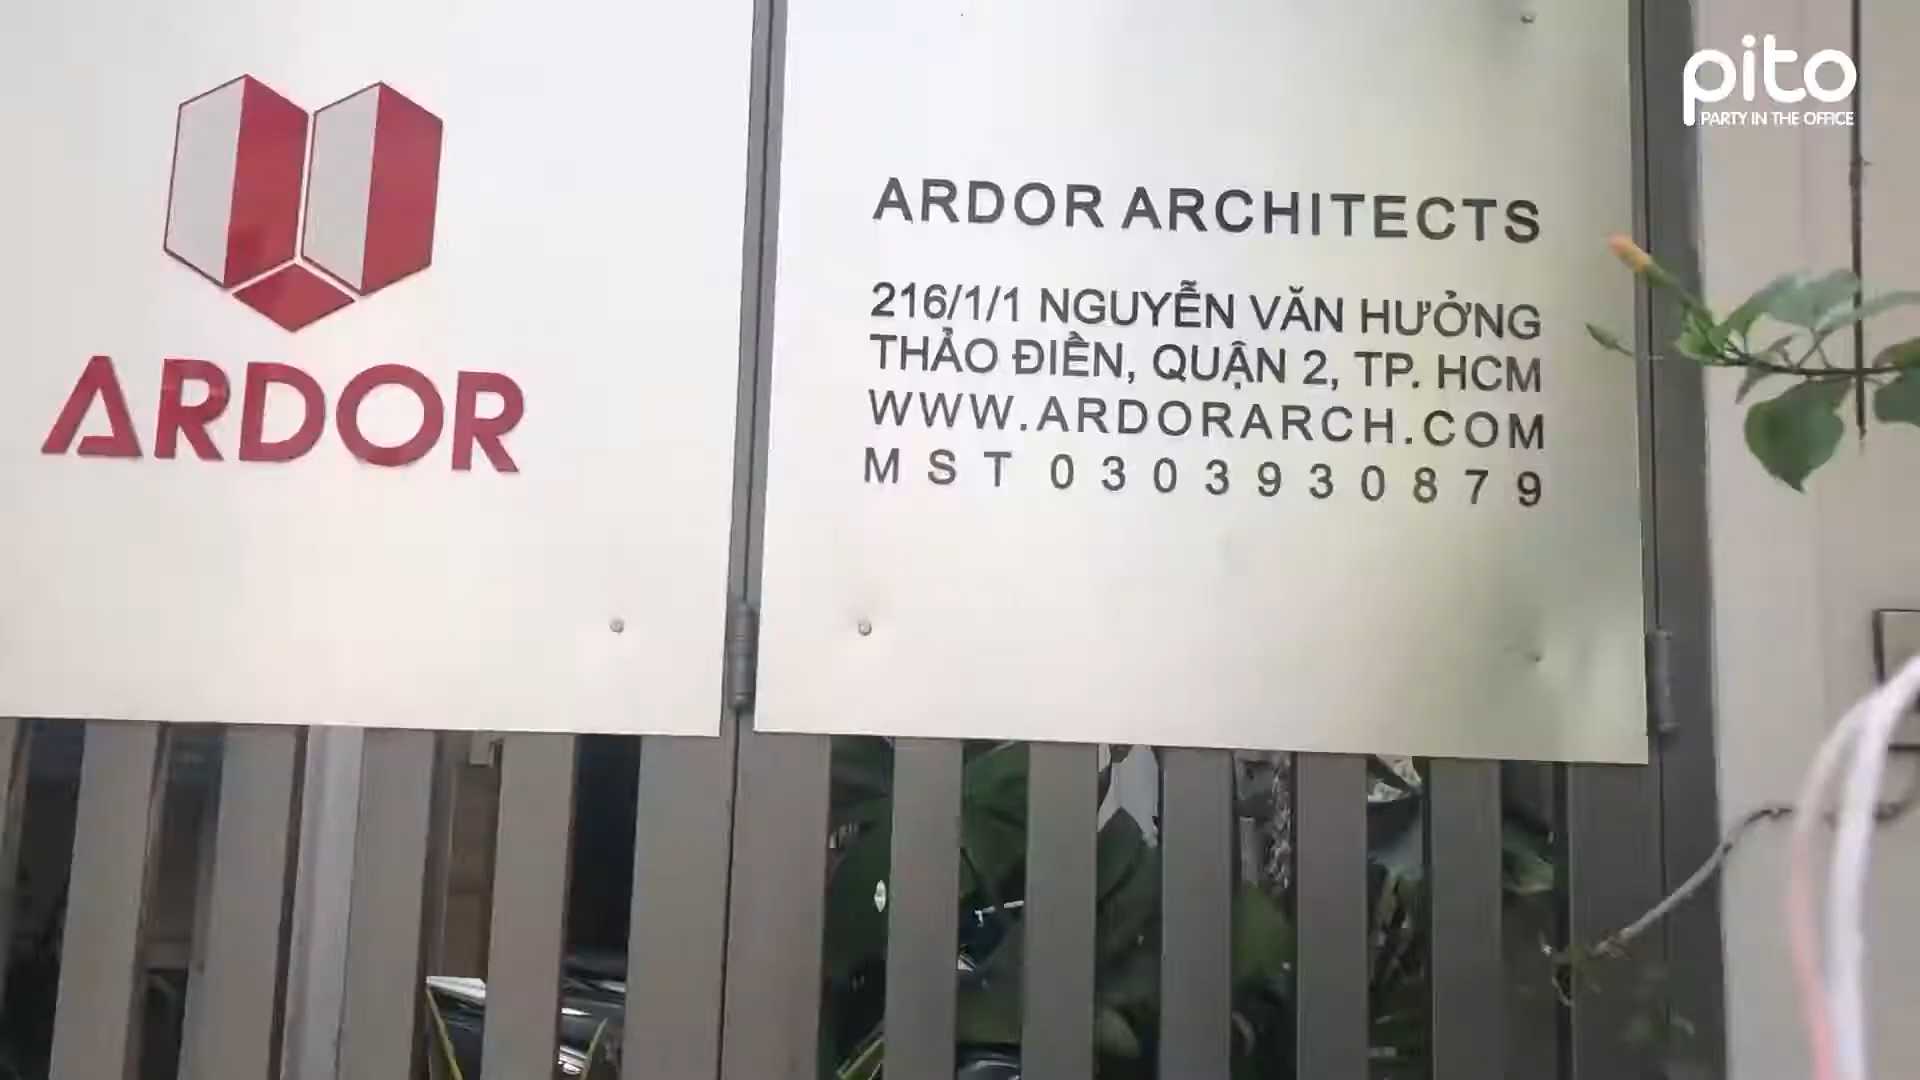 ARDOR
ARDOR ARCHITECTS
216/1/1 NGUYỄN VĂN HƯỞNG
THẢO ĐIỀN, QUẬN 2, TP. HCM
WWW.ARDORARCH.COM
MST 0303930879
pito
PARTY IN THE OFFICE